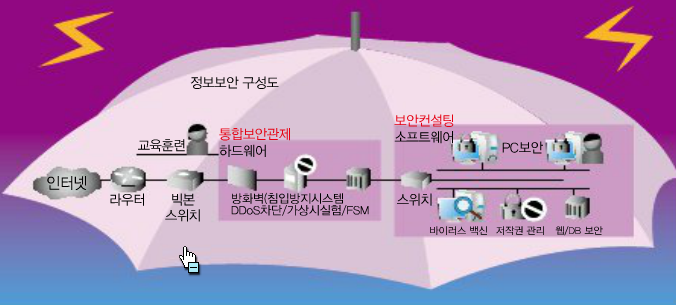 정보보안 구성도
교육훈련
통합보안관제
하드웨어
보안컨설팅
소프트웨어
PC보안
인터넷
라우터
빅본
스위치
방화벽(침입방지시스템
DDoS차단/가상시실험/FSM
스위치
바이러스 백신
저작권 관리
웹/DB 보안